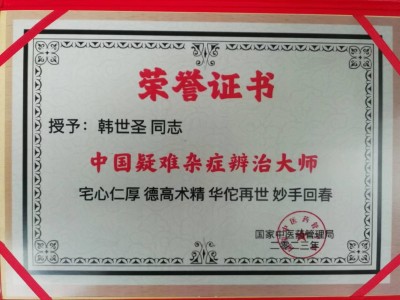 荣誉证书
授予：韩世圣 同志
中国疑难杂症辨治大师
宅心仁厚 德高术精 华佗再世 妙手回春
国家中医药管理局
二〇二三年